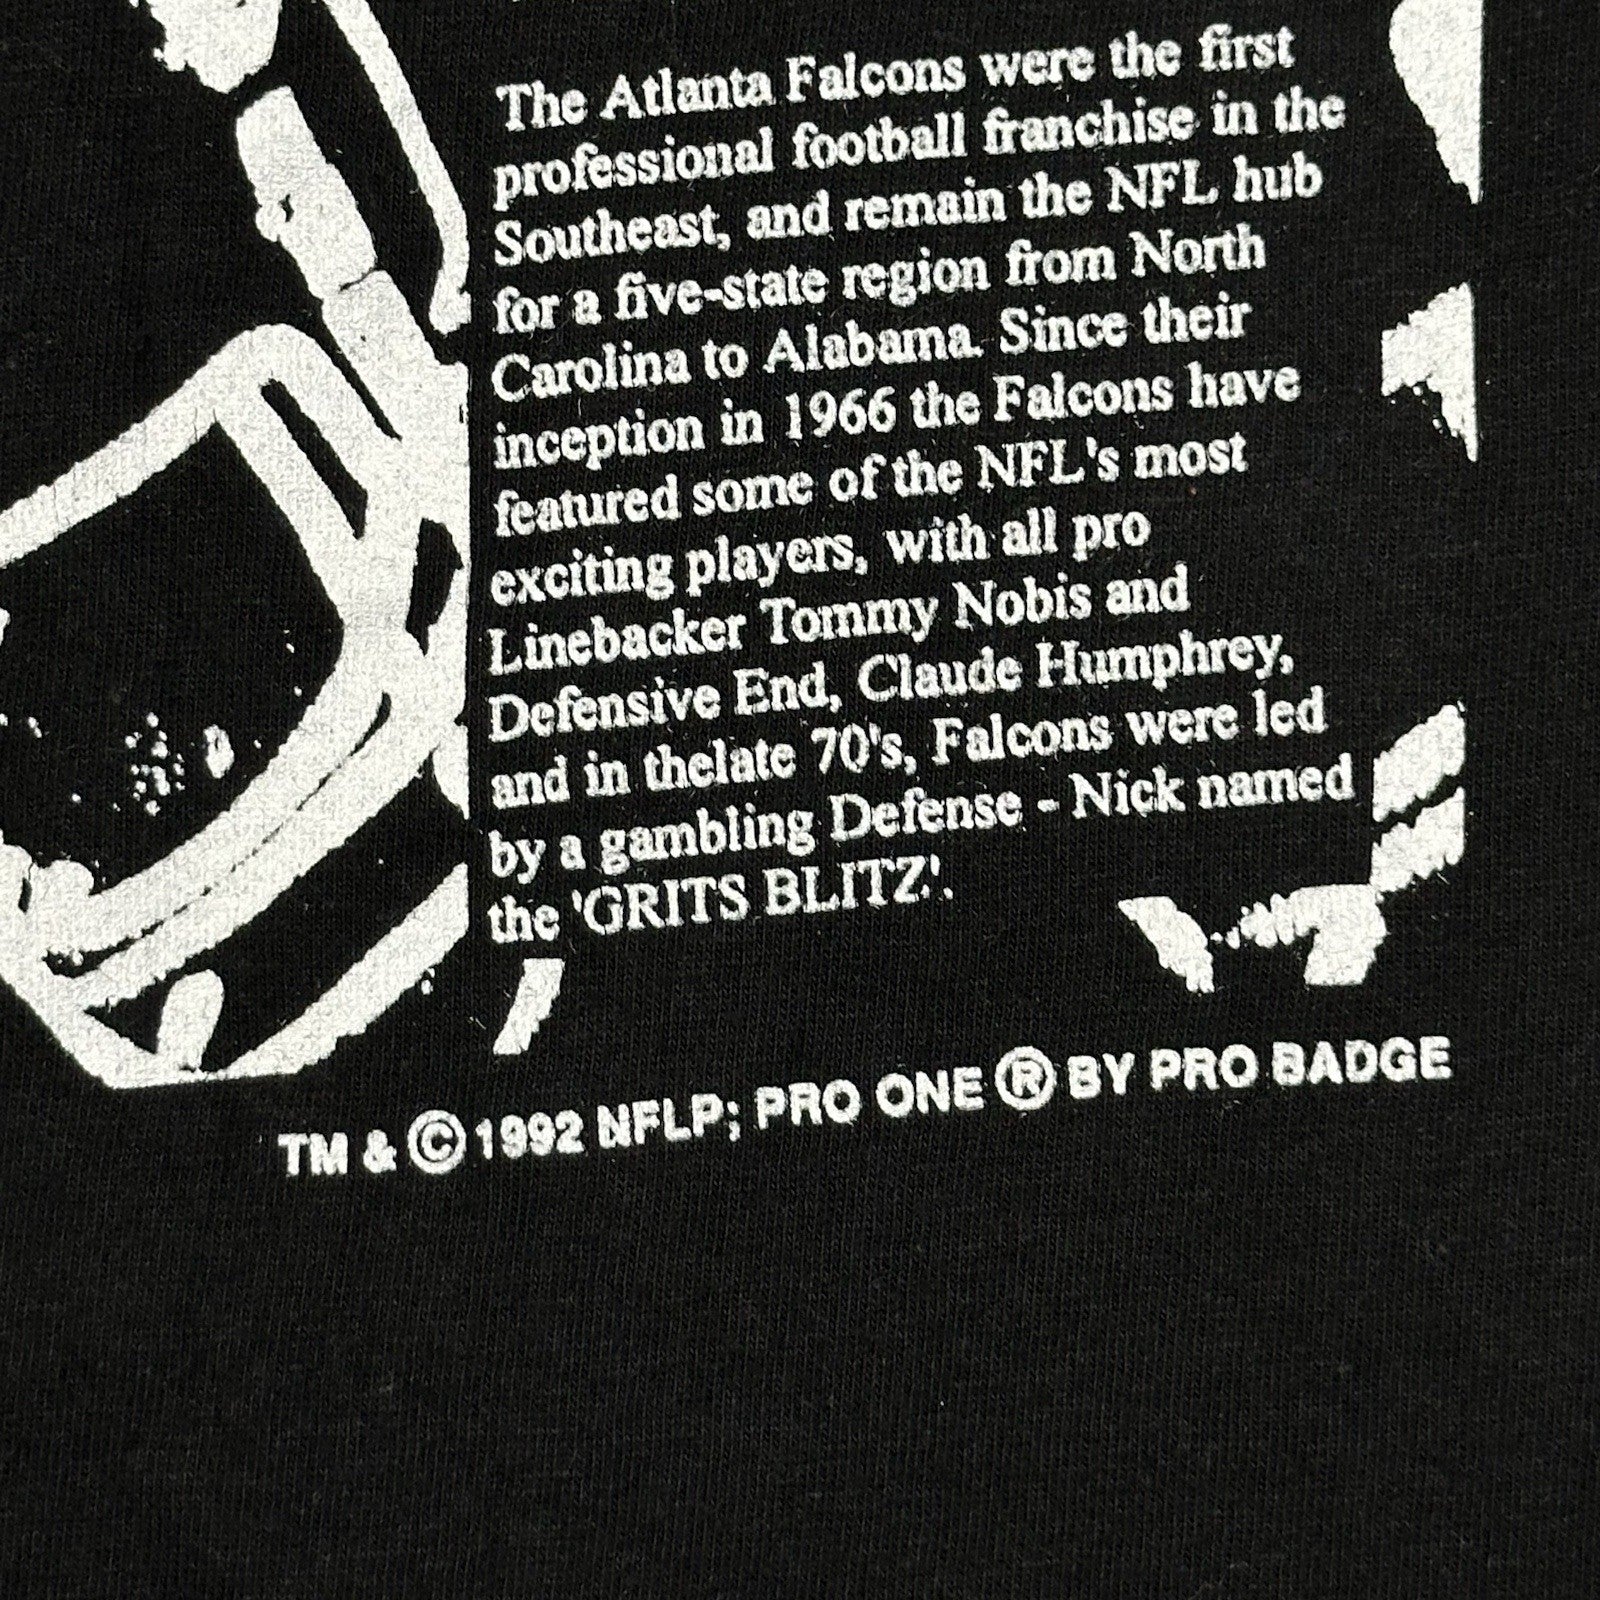 The Atlanta Falcons were the first
professional football franchise in the
Southeast, and remain the NFL hub
for a five-state region from North
Carolina to Alabama. Since their
inception in 1966 the Falcons have
featured some of the NFL's most
exciting players, with all pro
Linebacker Tommy Nobis and
Defensive End, Claude Humphrey,
and in thelate 70's, Falcons were led
by a gambling Defense - Nick named
the 'GRITS BLITZ'.
TM & © 1992 NFLP; PRO ONE ® BY PRO BADGE